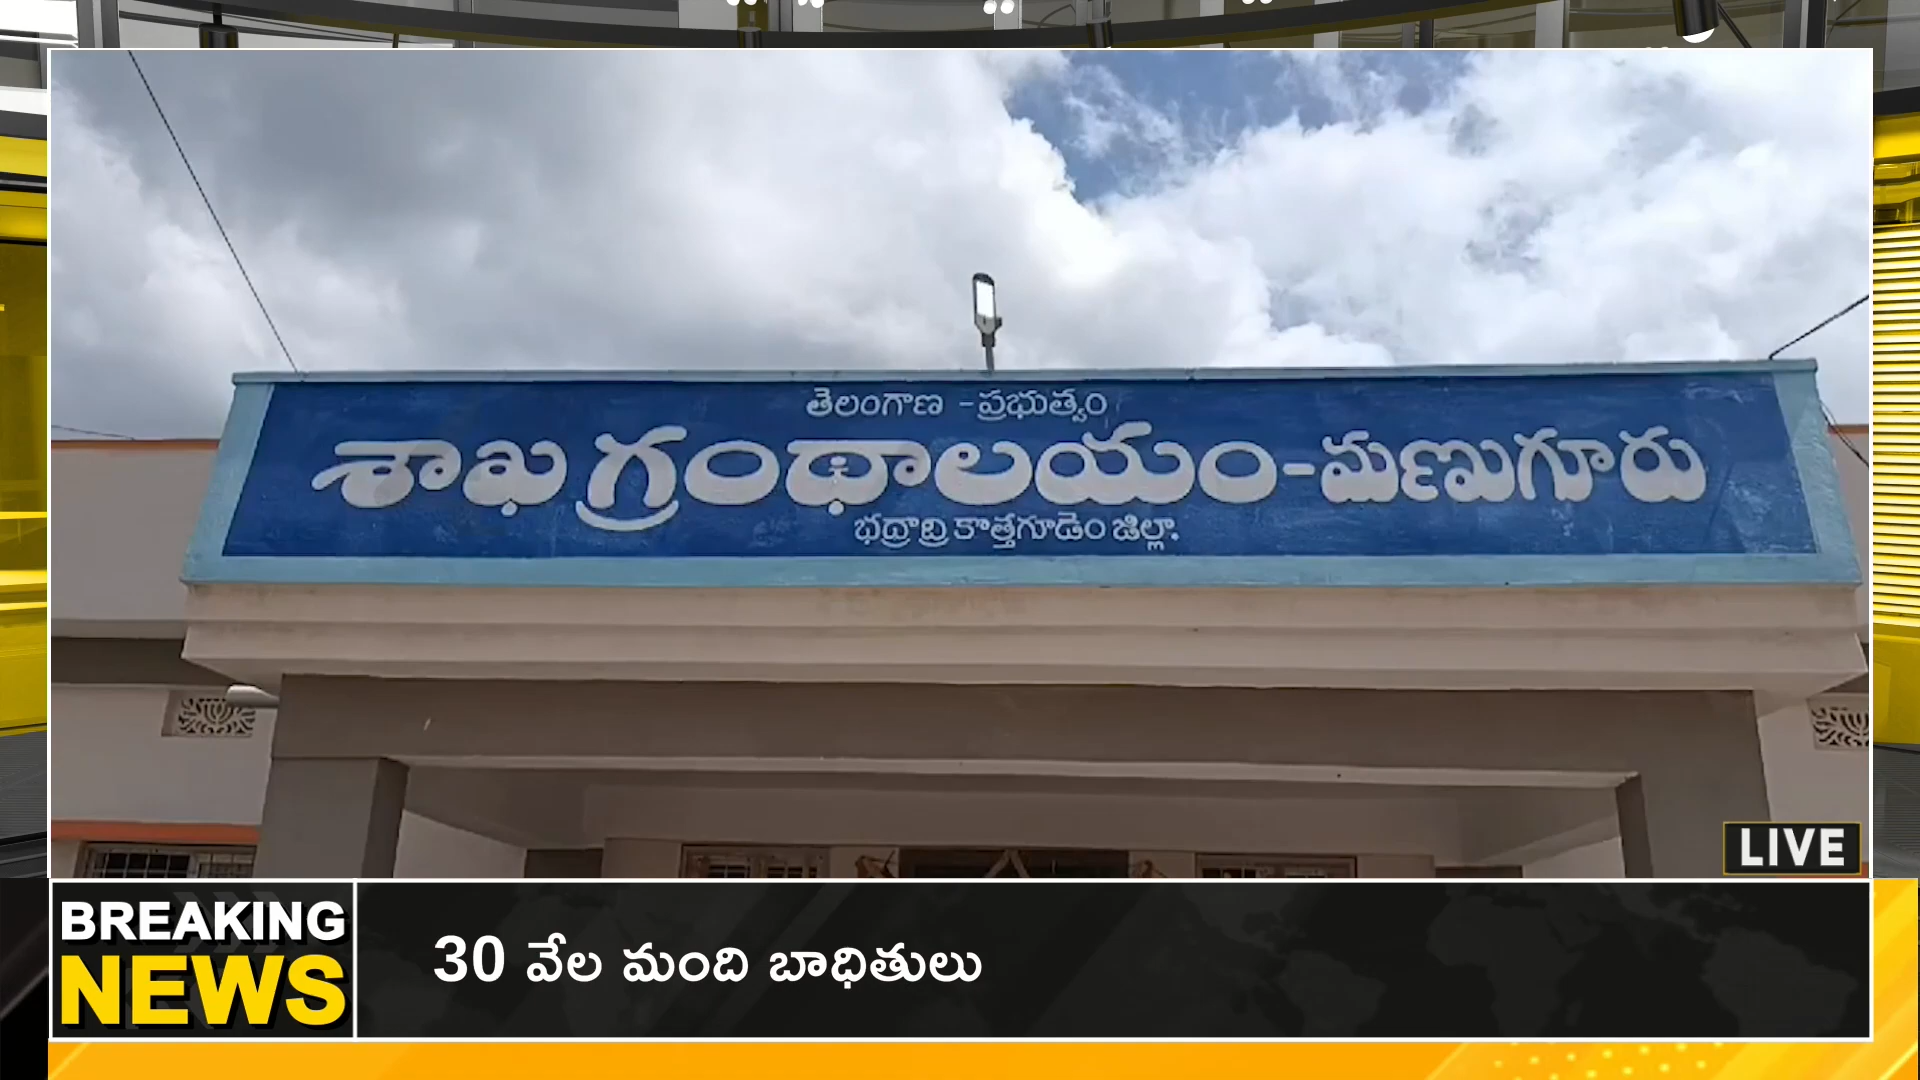 తెలంగాణ - ప్రభుత్వం
శాఖ గ్రంథాలయం-మణుగూరు
భద్రాద్రి కొత్తగూడెం జిల్లా.
LIVE
BREAKING
NEWS
30 వేల మంది బాధితులు